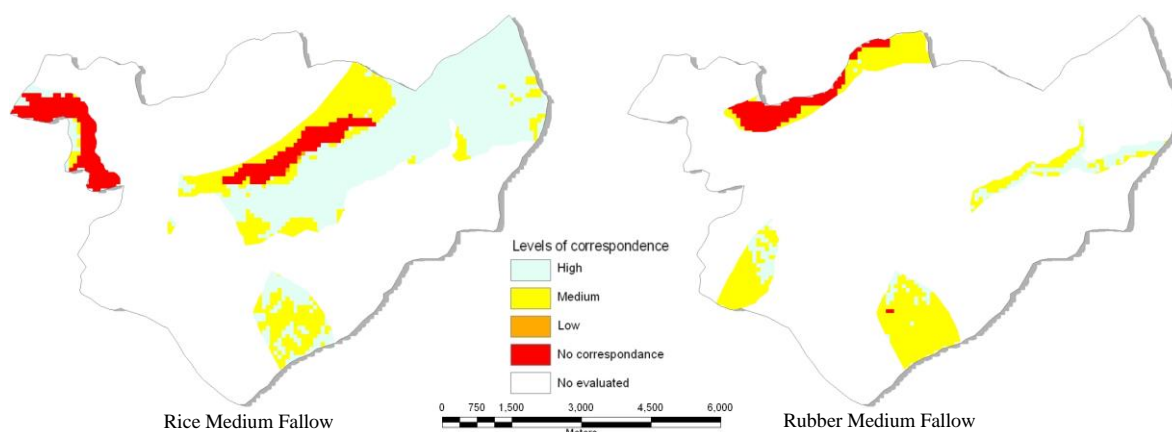 Levels of correspondence
High
Medium
Low
No correspondance
No evaluated
0 750 1,500 3,000 4,500 6,000
Meters
Rice Medium Fallow
Rubber Medium Fallow